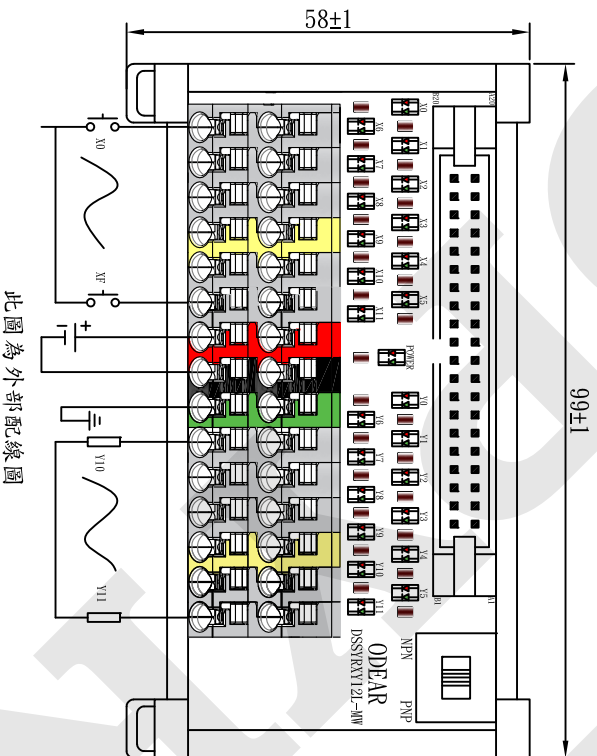 58±1
99±1
B20
A20
X0
X1
X2
X3
X4
X5
X6
X7
X8
X9
X10
X11
POWER
Y0
Y1
Y2
Y3
Y4
Y5
Y6
Y7
Y8
Y9
Y10
Y11
B1
A1
NPN
PNP
ODEAR
DSSYRXY12L-MW
X0
XF
+
-
Y10
Y11
此圖為外部配線圖